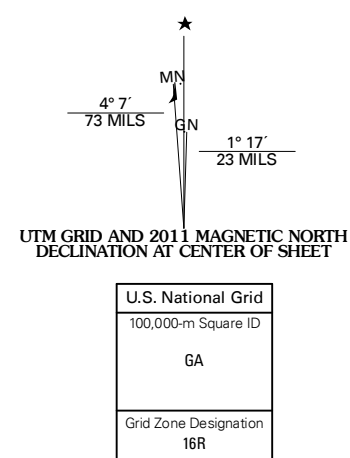 ★
MN
GN
4° 7´
73 MILS
1° 17´
23 MILS
UTM GRID AND 2011 MAGNETIC NORTH
DECLINATION AT CENTER OF SHEET
U.S. National Grid
100,000-m Square ID
GA
Grid Zone Designation
16R